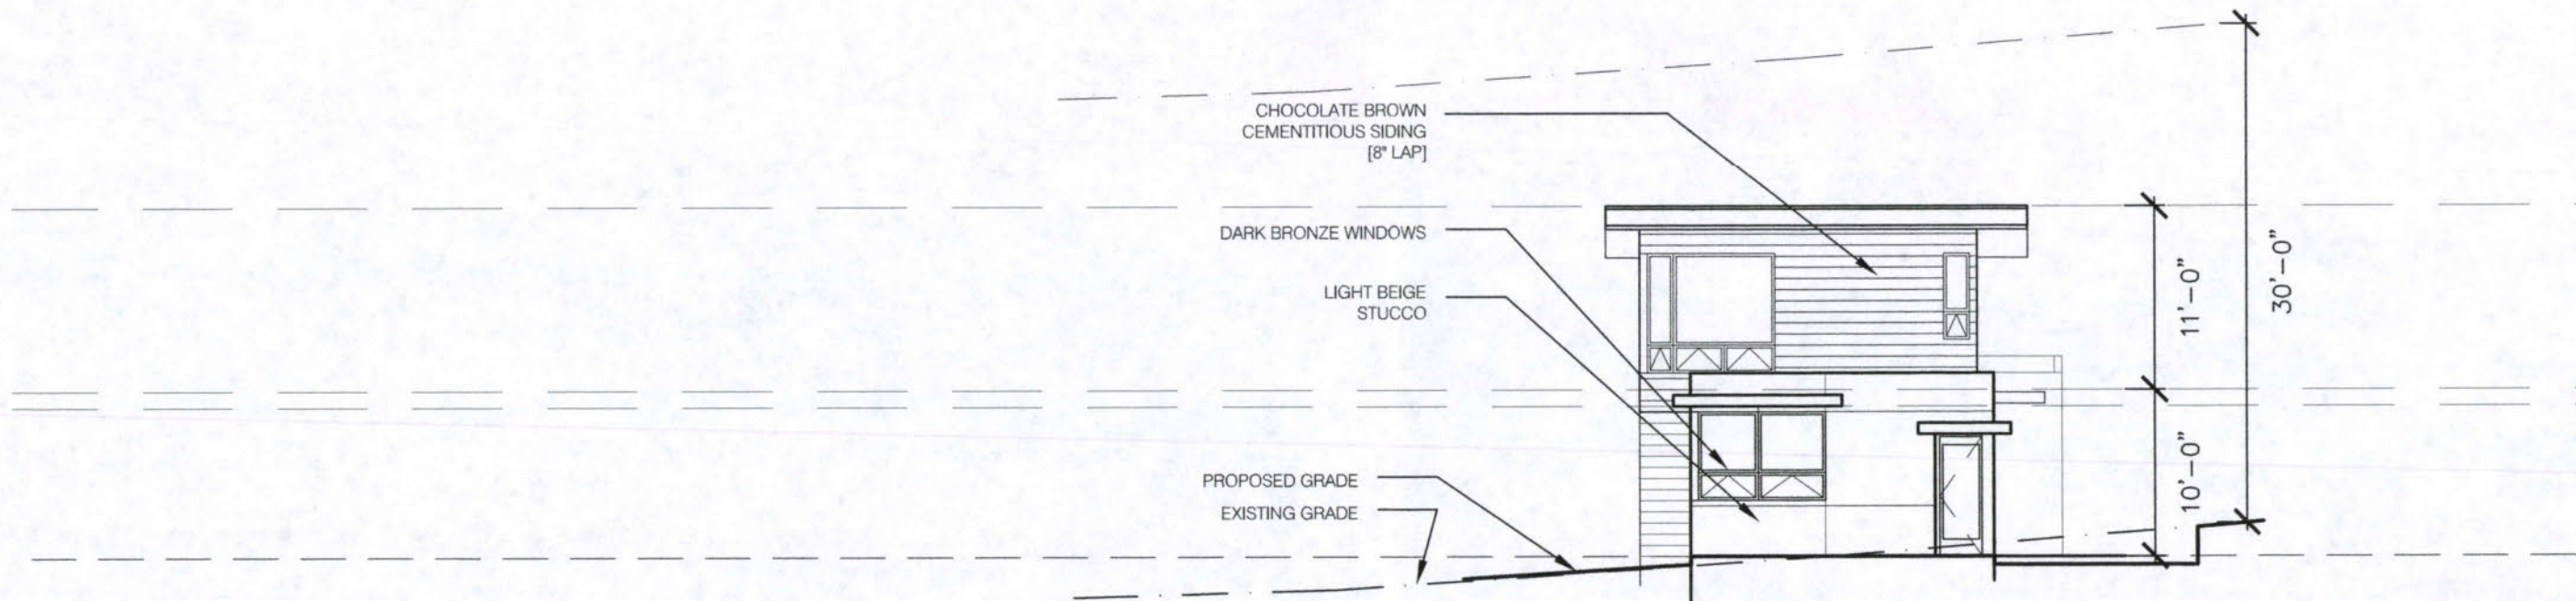 CHOCOLATE BROWN
CEMENTITIOUS SIDING
[8" LAP]
DARK BRONZE WINDOWS
LIGHT BEIGE
STUCCO
PROPOSED GRADE
EXISTING GRADE
11'-0"
10'-0"
30'-0"